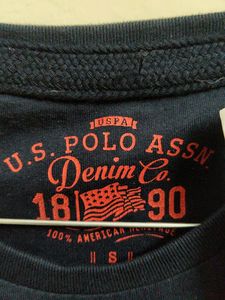 USPA
U.S. POLO ASSN.
Denim Co.
18 90
100% AMERICAN HERITAGE
S